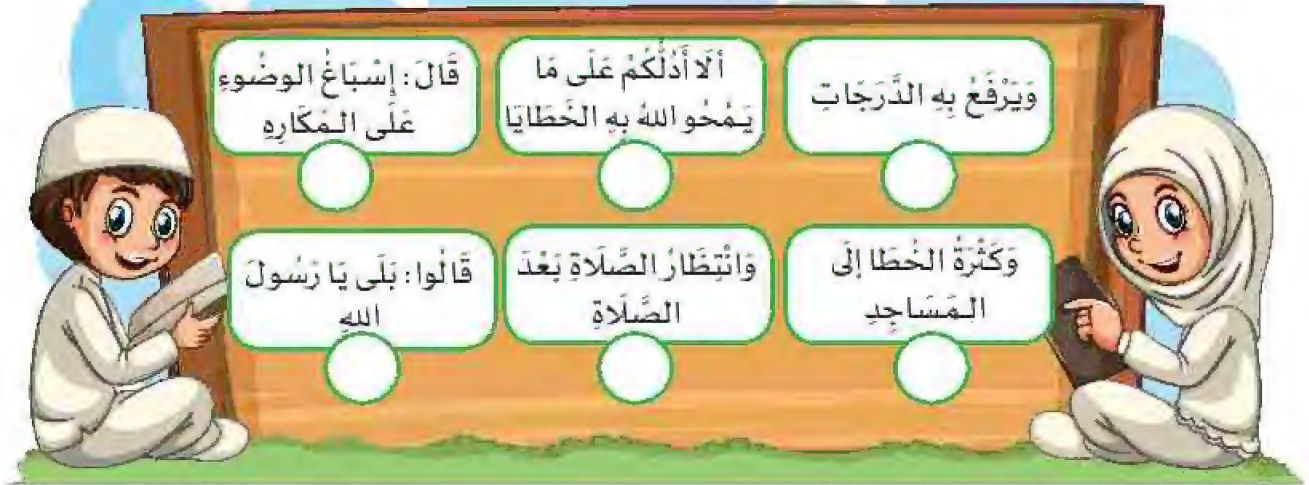 وَيَرْفَعُ بِهِ الدَّرَجَاتِ
أَلَا أَدُلُّكُمْ عَلَى مَا
يَمْحُو اللهُ بِهِ الخَطَايَا
قَالَ: إِسْبَاغُ الوضُوءِ
عَلَى المَكَارِهِ
وَكَثْرَةُ الخُطَا إلَى
المَسَاجِدِ
وَانْتِظَارُ الصَّلَاةِ بَعْدَ
الصَّلَاةِ
قَالُوا: بَلَى يَا رَسُولَ
اللهِ